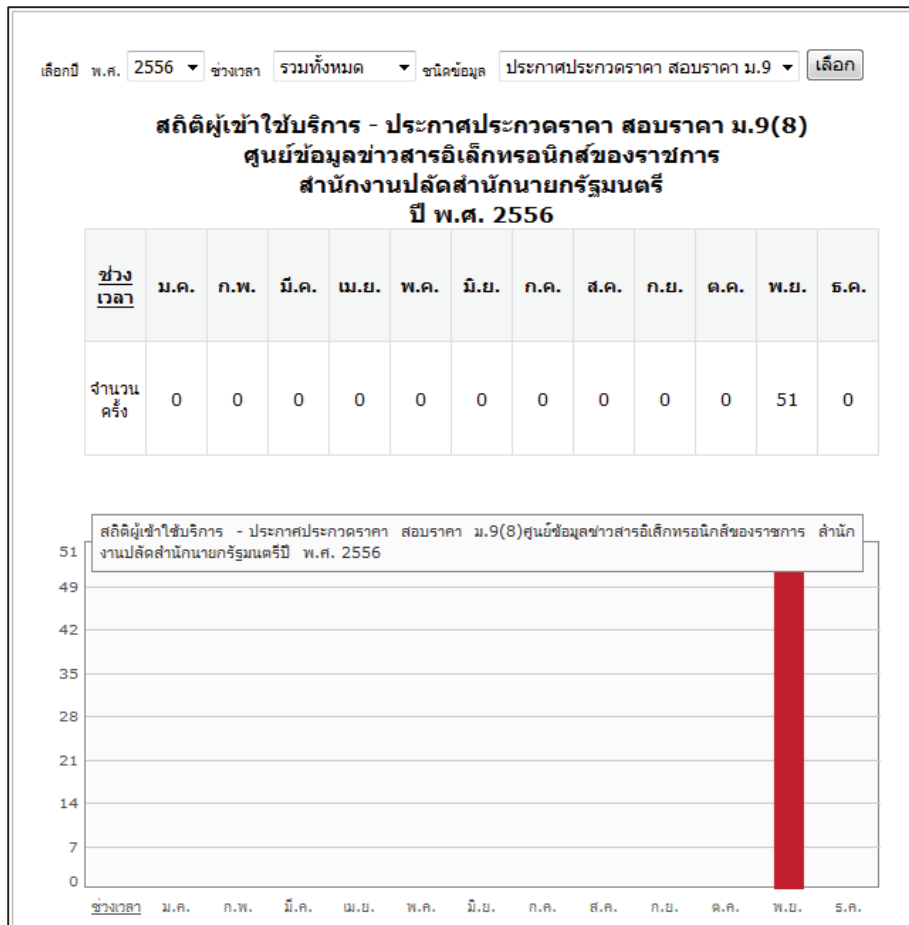 เลือกปี พ.ศ. 2556 ช่วงเวลา รวมทั้งหมด ชนิดข้อมูล ประกาศประกวดราคา สอบราคา ม.9 เลือก
สถิติผู้เข้าใช้บริการ - ประกาศประกวดราคา สอบราคา ม.9(8)
ศูนย์ข้อมูลข่าวสารอิเล็กทรอนิกส์ของราชการ
สำนักงานปลัดสำนักนายกรัฐมนตรี
ปี พ.ศ. 2556
ช่วง
เวลา ม.ค. ก.พ. มี.ค. เม.ย. พ.ค. มิ.ย. ก.ค. ส.ค. ก.ย. ต.ค. พ.ย. ธ.ค.
จำนวน
ครั้ง 0 0 0 0 0 0 0 0 0 0 51 0
สถิติผู้เข้าใช้บริการ - ประกาศประกวดราคา สอบราคา ม.9(8)ศูนย์ข้อมูลข่าวสารอิเล็กทรอนิกส์ของราชการ สำนัก
งานปลัดสำนักนายกรัฐมนตรีปี พ.ศ. 2556
51
49
42
35
28
21
14
7
0
ช่วงเวลา ม.ค. ก.พ. มี.ค. เม.ย. พ.ค. มิ.ย. ก.ค. ส.ค. ก.ย. ต.ค. พ.ย. ธ.ค.